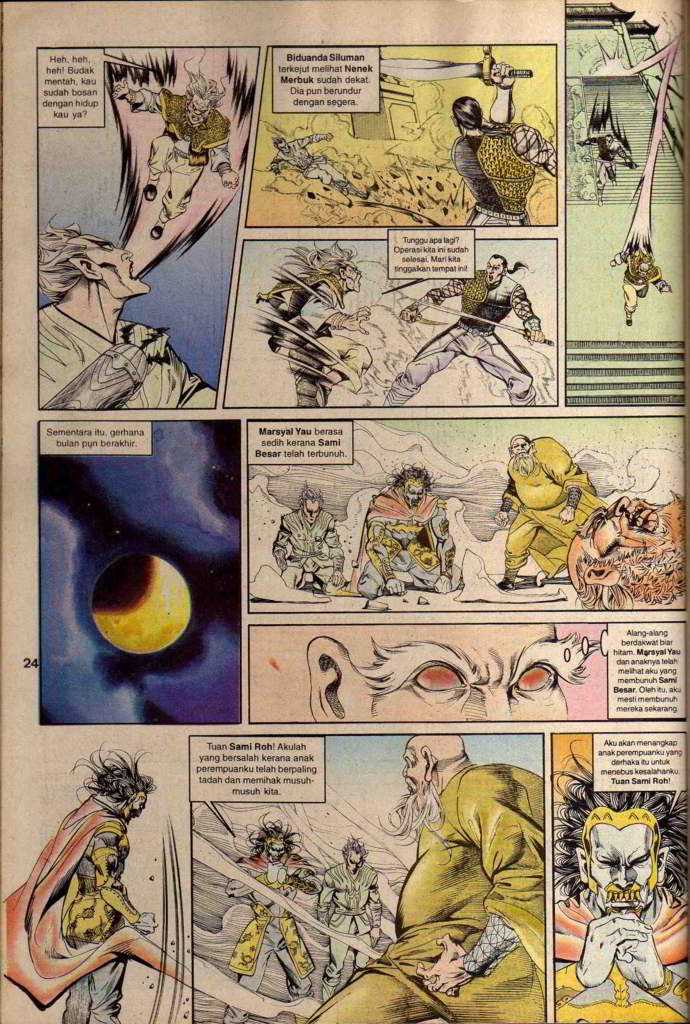 Heh, heh,
heh! Budak
mentah, kau
sudah bosan
dengan hidup
kau ya?
Biduanda Siluman
terkejut melihat Nenek
Merbuk sudah dekat.
Dia pun berundur
dengan segera.
Tunggu apa lagi?
Operasi kita ini sudah
selesai. Mari kita
tinggalkan tempat ini!
Sementara itu, gerhana
bulan pun berakhir.
Marsyal Yau berasa
sedih kerana Sami
Besar telah terbunuh.
Alang-alang
berdakwat biar
hitam. Marsyal Yau
dan anaknya telah
melihat aku yang
membunuh Sami
Besar. Oleh itu, aku
mesti membunuh
mereka sekarang.
24
Tuan Sami Roh! Akulah
yang bersalah kerana anak
perempuanku telah berpaling
tadah dan memihak musuh-
musuh kita.
Aku akan menangkap
anak perempuanku yang
derhaka itu untuk
menebus kesalahanku.
Tuan Sami Roh!